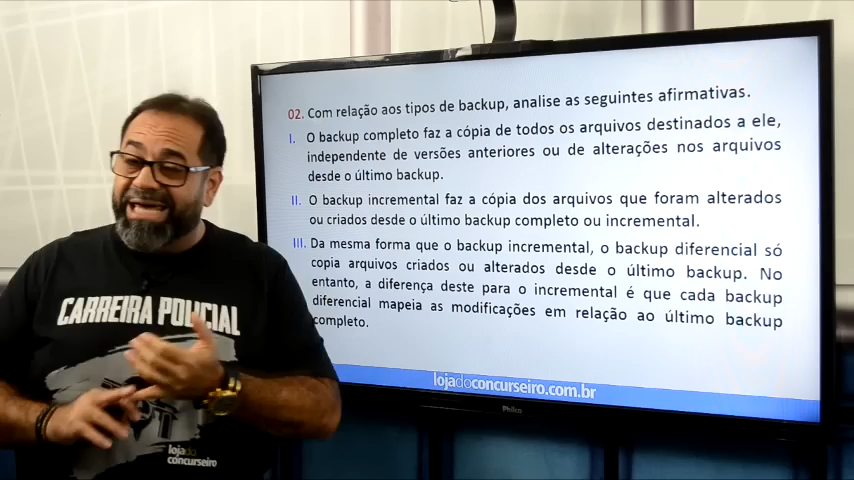 02. Com relação aos tipos de backup, analise as seguintes afirmativas.
I. O backup completo faz a cópia de todos os arquivos destinados a ele,
independente de versões anteriores ou de alterações nos arquivos
desde o último backup.
II. O backup incremental faz a cópia dos arquivos que foram alterados
ou criados desde o último backup completo ou incremental.
III. Da mesma forma que o backup incremental, o backup diferencial só
copia arquivos criados ou alterados desde o último backup. No
entanto, a diferença deste para o incremental é que cada backup
diferencial mapeia as modificações em relação ao último backup
completo.
lojadoconcurseiro.com.br
Philco
CARREIRA POLICIAL
lojado
concurseiro